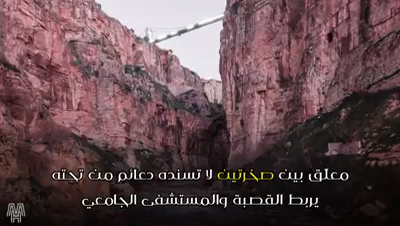 معلق بين صخرتين لا تسنده دعائم من تحته
يربط القصبة والمستشفى الجامعي